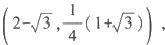 (2−√3, 1/4 (1+√3)) ,